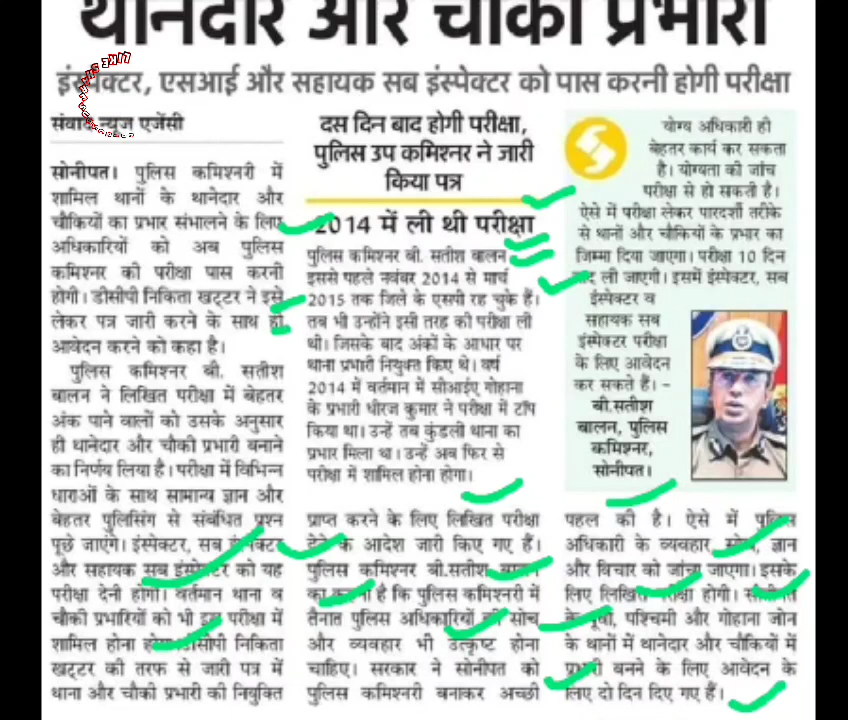 थानेदार और चौकी प्रभारी
इंस्पेक्टर, एसआई और सहायक सब इंस्पेक्टर को पास करनी होगी परीक्षा
संवाद न्यूज एजेंसी
सोनीपत। पुलिस कमिश्नरी में
शामिल थानों के थानेदार और
चौकियों का प्रभार संभालने के लिए
अधिकारियों को अब पुलिस
कमिश्नर की परीक्षा पास करनी
होगी। डीसीपी निकिता खट्टर ने इसे
लेकर पत्र जारी करने के साथ ही
आवेदन करने को कहा है।
पुलिस कमिश्नर बी. सतीश
बालन ने लिखित परीक्षा में बेहतर
अंक पाने वालों को उसके अनुसार
ही थानेदार और चौकी प्रभारी बनाने
का निर्णय लिया है। परीक्षा में विभिन्न
धाराओं के साथ सामान्य ज्ञान और
बेहतर पुलिसिंग से संबंधित प्रश्न
पूछे जाएंगे। इंस्पेक्टर, सब इंस्पेक्टर
और सहायक सब इंस्पेक्टर को यह
परीक्षा देनी होगी। वर्तमान थाना व
चौकी प्रभारियों को भी इस परीक्षा में
शामिल होना होगा। डीसीपी निकिता
खट्टर की तरफ से जारी पत्र में
थाना और चौकी प्रभारी की नियुक्ति
दस दिन बाद होगी परीक्षा,
पुलिस उप कमिश्नर ने जारी
किया पत्र
2014 में ली थी परीक्षा
पुलिस कमिश्नर बी. सतीश बालन
इससे पहले नवंबर 2014 से मार्च
2015 तक जिले के एसपी रह चुके हैं।
तब भी उन्होंने इसी तरह की परीक्षा ली
थी। जिसके बाद अंकों के आधार पर
थाना प्रभारी नियुक्त किए थे। वर्ष
2014 में वर्तमान में सीआईए गोहाना
के प्रभारी धीरज कुमार ने परीक्षा में टॉप
किया था। उन्हें तब कुंडली थाना का
प्रभार मिला था। उन्हें अब फिर से
परीक्षा में शामिल होना होगा।
प्राप्त करने के लिए लिखित परीक्षा
देने के आदेश जारी किए गए हैं।
पुलिस कमिश्नर बी.सतीश बालन
का कहना है कि पुलिस कमिश्नरी में
तैनात पुलिस अधिकारियों की सोच
और व्यवहार भी उत्कृष्ट होना
चाहिए। सरकार ने सोनीपत को
पुलिस कमिश्नरी बनाकर अच्छी
योग्य अधिकारी ही
बेहतर कार्य कर सकता
है। योग्यता की जांच
परीक्षा से हो सकती है।
ऐसे में परीक्षा लेकर पारदर्शी तरीके
से थानों और चौकियों के प्रभार का
जिम्मा दिया जाएगा। परीक्षा 10 दिन
बाद ली जाएगी। इसमें इंस्पेक्टर, सब
इंस्पेक्टर व
सहायक सब
इंस्पेक्टर परीक्षा
के लिए आवेदन
कर सकते हैं। -
बी.सतीश
बालन, पुलिस
कमिश्नर,
सोनीपत।
पहल की है। ऐसे में पुलिस
अधिकारी के व्यवहार, सोच, ज्ञान
और विचार को जांचा जाएगा। इसके
लिए लिखित परीक्षा होगी। सोनीपत
के पूर्वी, पश्चिमी और गोहाना जोन
के थानों में थानेदार और चौकियों में
प्रभारी बनने के लिए आवेदन के
लिए दो दिन दिए गए हैं।